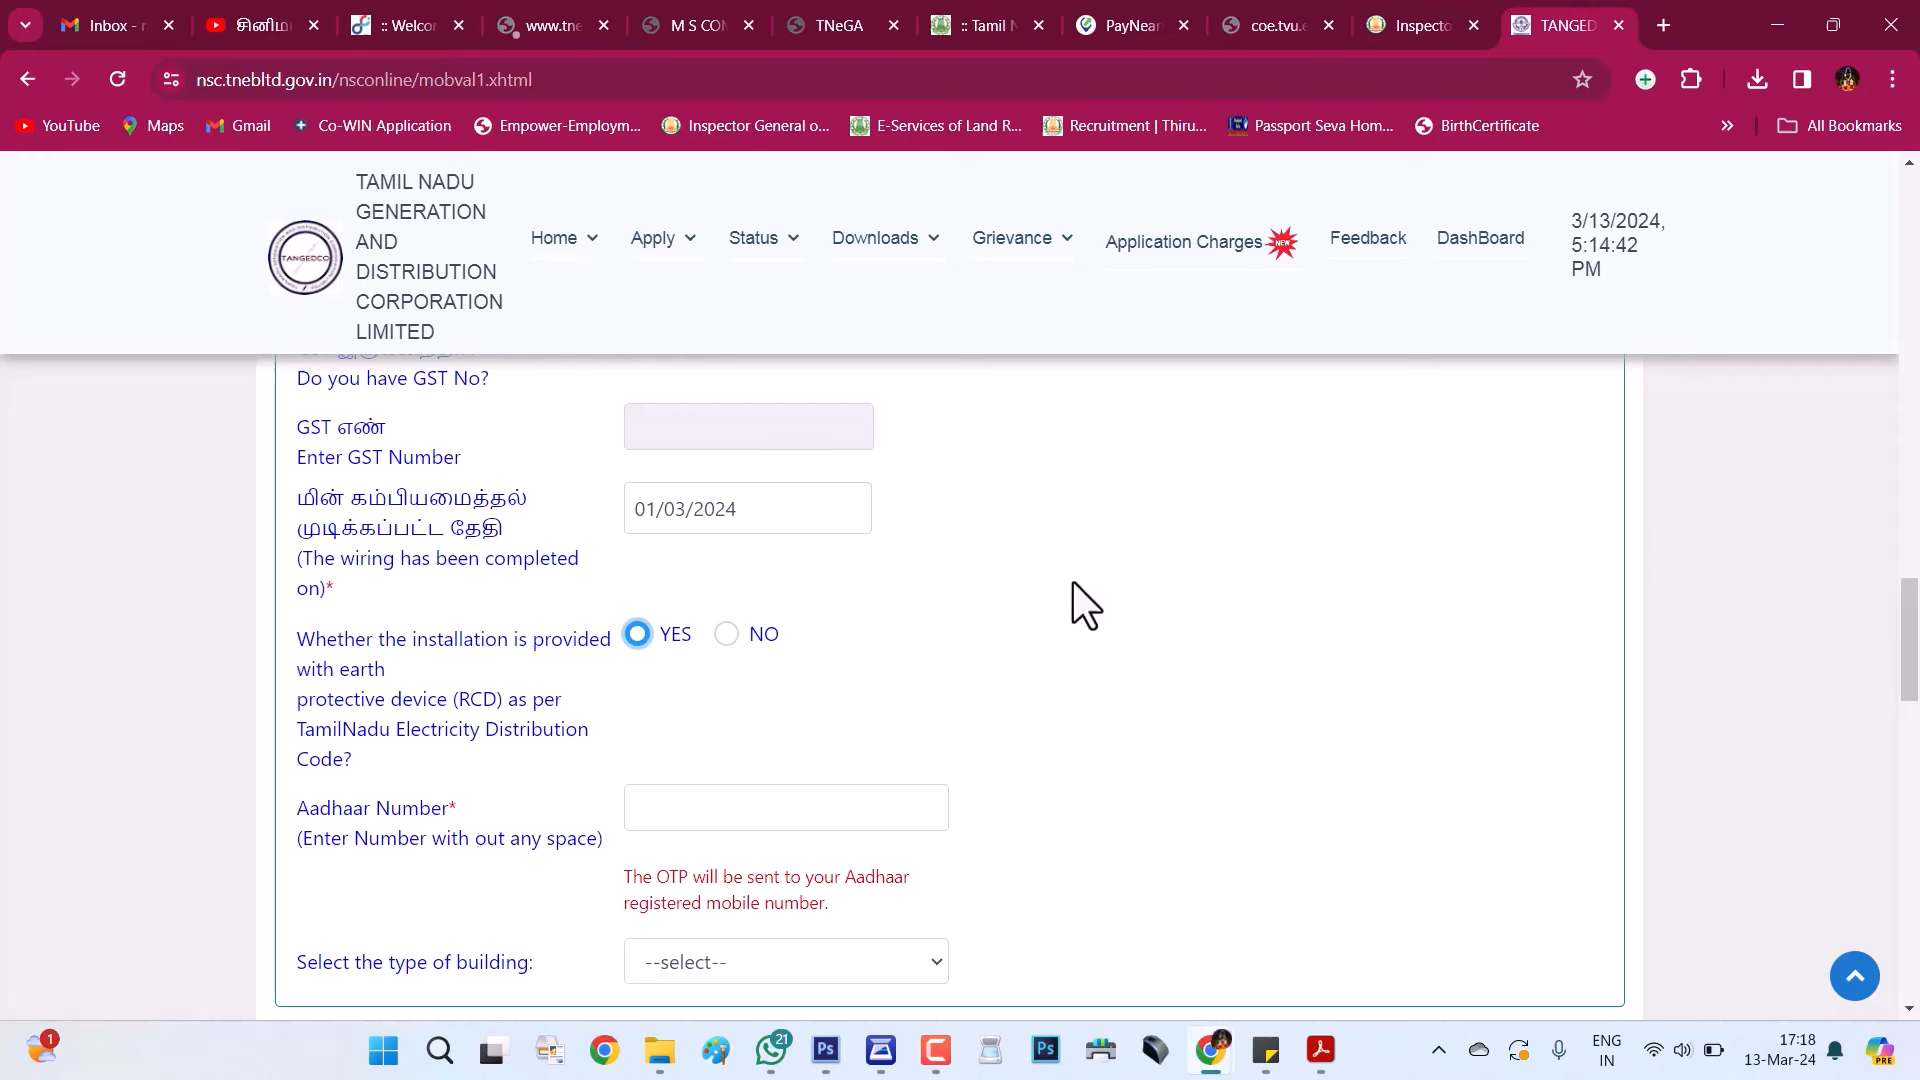 Inbox - r
சினிம
:: Welco
www.tne
M S CO
TNeGA
:: Tamil
PayNear
coe.tvu.e
Inspecto
TANGED
nsc.tnebltd.gov.in/nsconline/mobval1.xhtml
YouTube
Maps
Gmail
Co-WIN Application
Empower-Employm...
Inspector General o...
E-Services of Land R...
Recruitment | Thiru...
Passport Seva Hom...
BirthCertificate
»
All Bookmarks
TANGEDCO
TAMIL NADU
GENERATION
AND
DISTRIBUTION
CORPORATION
LIMITED
Home
Apply
Status
Downloads
Grievance
Application Charges NEW
Feedback
DashBoard
3/13/2024,
5:14:42
PM
Do you have GST No?
GST எண்
Enter GST Number
மின் கம்பியமைத்தல்
முடிக்கப்பட்ட தேதி
(The wiring has been completed
on)*
01/03/2024
Whether the installation is provided
with earth
protective device (RCD) as per
TamilNadu Electricity Distribution
Code?
YES
NO
Aadhaar Number*
(Enter Number with out any space)
The OTP will be sent to your Aadhaar
registered mobile number.
Select the type of building:
--select--
1
21
Ps
Ps
ENG
IN
17:18
13-Mar-24
PRE